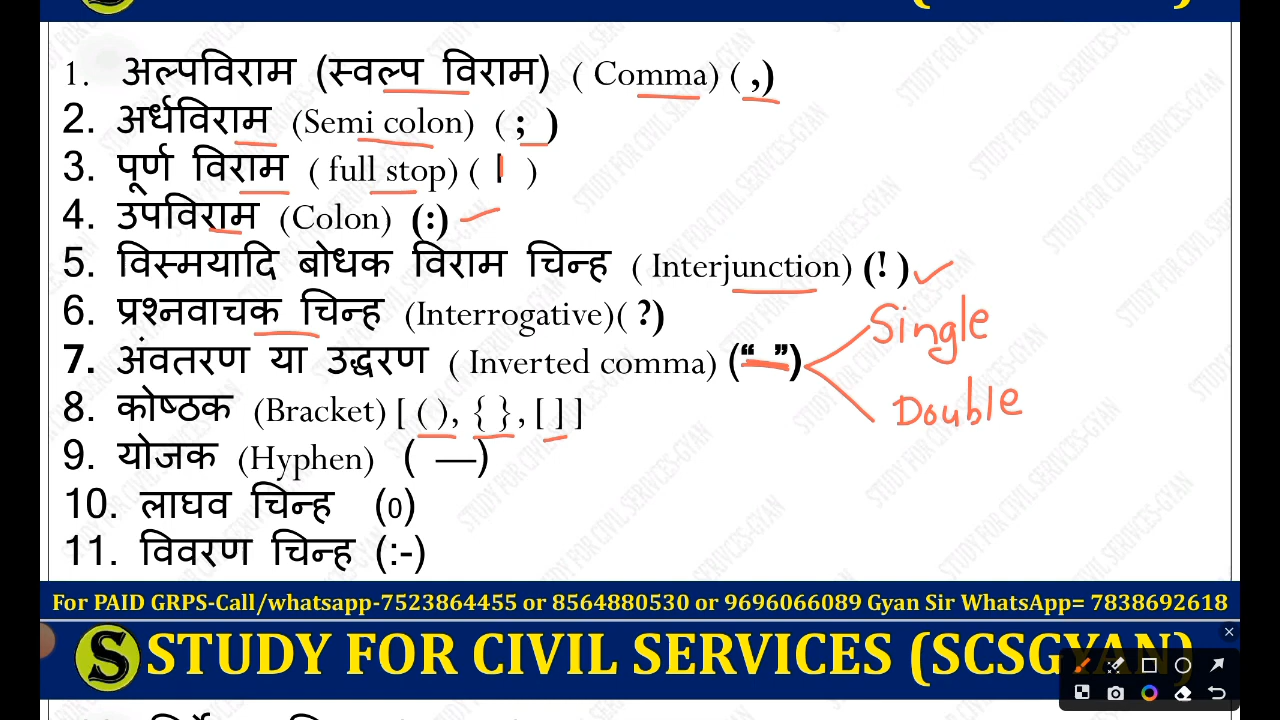 1. अल्पविराम (स्वल्प विराम) ( Comma) ( ,)
2. अर्धविराम (Semi colon) ( ; )
3. पूर्ण विराम ( full stop) ( | )
4. उपविराम (Colon) (:)
5. विस्मयादि बोधक विराम चिन्ह ( Interjunction) (! )
6. प्रश्नवाचक चिन्ह (Interrogative)( ?)
Single
7. अंवतरण या उद्धरण ( Inverted comma) (“ ”)
Double
8. कोष्ठक (Bracket) [ ( ), { }, [ ] ]
9. योजक (Hyphen) ( —)
10. लाघव चिन्ह (0)
11. विवरण चिन्ह (:-)
For PAID GRPS-Call/whatsapp-7523864455 or 8564880530 or 9696066089 Gyan Sir WhatsApp= 7838692618
S STUDY FOR CIVIL SERVICES (SCSGYAN)